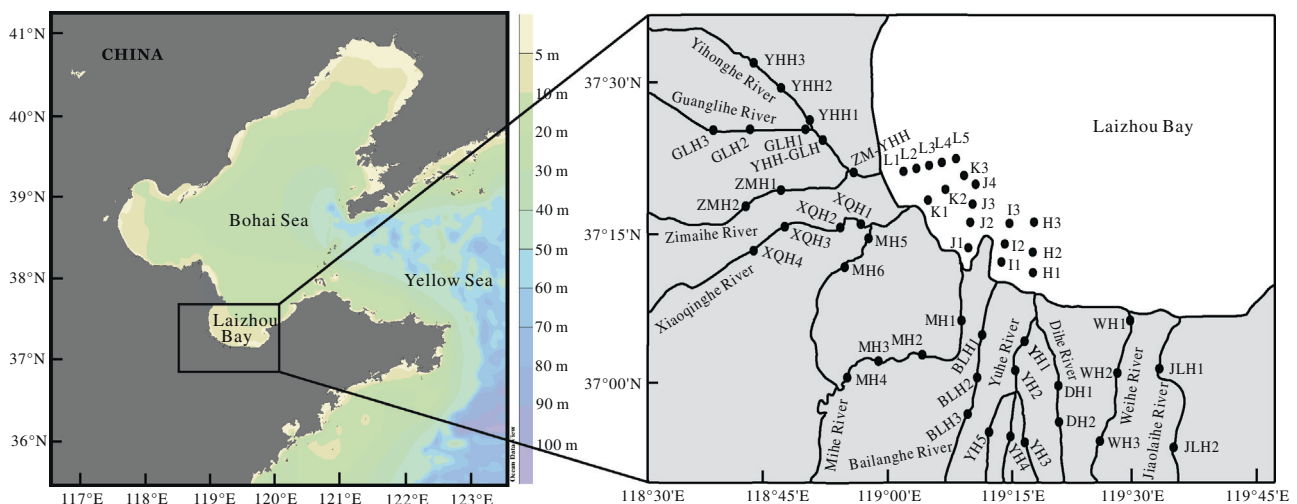 41°N
40°N
39°N
38°N
37°N
36°N
117°E
118°E
119°E
120°E
121°E
122°E
123°E
CHINA
Bohai Sea
Yellow Sea
Laizhou
Bay
5 m
10 m
20 m
30 m
40 m
50 m
60 m
70 m
80 m
90 m
100 m
Ocean Data View
37°30'N
37°15'N
37°00'N
118°30'E
118°45'E
119°00'E
119°15'E
119°30'E
119°45'E
Laizhou Bay
Yihonghe River
YHH3
YHH2
YHH1
Guanglihe River
GLH3
GLH2
GLH1
YHH-GLH
ZM-YHH
ZMH1
ZMH2
Zimaihe River
XQH1
XQH2
XQH3
XQH4
Xiaoqinghe River
MH5
MH6
MH1
MH2
MH3
MH4
Mihe River
BLH1
BLH2
BLH3
Bailanghe River
Yuhe River
YH1
YH2
YH3
YH4
YH5
Dihe River
DH1
DH2
WH1
WH2
WH3
Weihe River
JLH1
JLH2
Jiaolaihe River
L1
L2
L3
L4
L5
K1
K2
K3
J4
J3
J2
J1
I3
I2
I1
H3
H2
H1